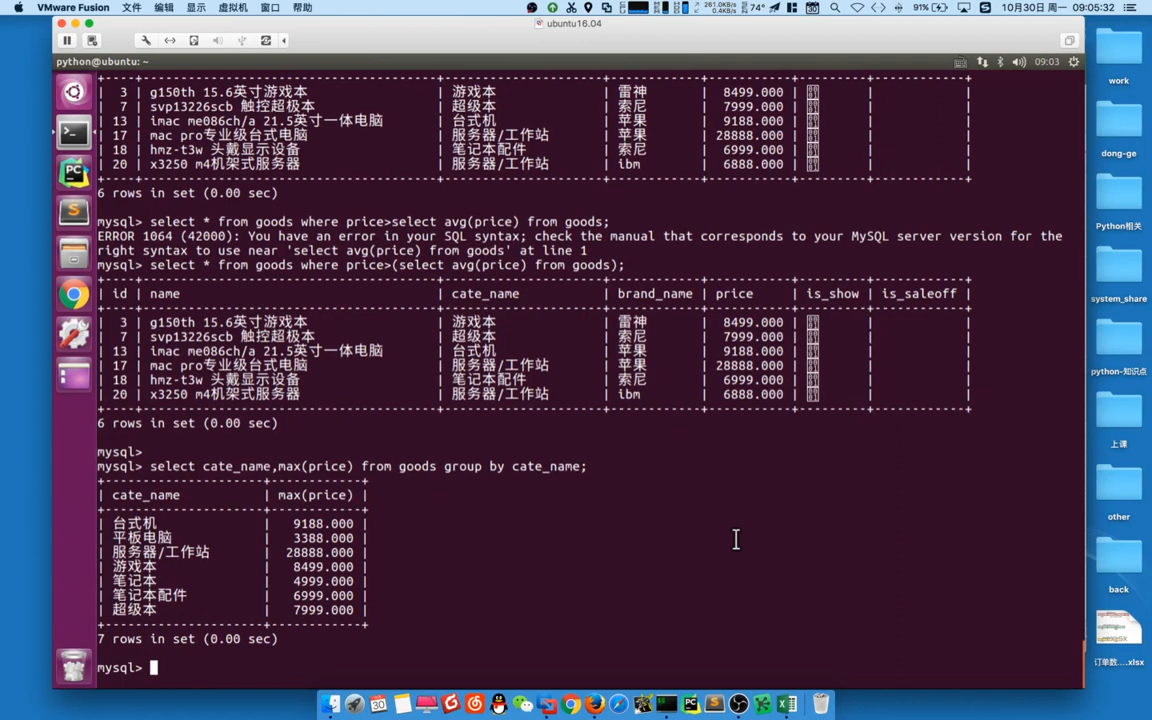 VMware Fusion 文件 编辑 显示 虚拟机 窗口 帮助 261.0KB/s 0.4KB/s 74° 91% 10月30日 周一 09:05:32
ubuntu16.04
python@ubuntu: ~ 09:03
| 3 | g150th 15.6英寸游戏本 | 游戏本 | 雷神 | 8499.000 |
| 7 | svp13226scb 触控超极本 | 超级本 | 索尼 | 7999.000 |
| 13 | imac me086ch/a 21.5英寸一体电脑 | 台式机 | 苹果 | 9188.000 |
| 17 | mac pro专业级台式电脑 | 服务器/工作站 | 苹果 | 28888.000 |
| 18 | hmz-t3w 头戴显示设备 | 笔记本配件 | 索尼 | 6999.000 |
| 20 | x3250 m4机架式服务器 | 服务器/工作站 | ibm | 6888.000 |
6 rows in set (0.00 sec)
mysql> select * from goods where price>select avg(price) from goods;
ERROR 1064 (42000): You have an error in your SQL syntax; check the manual that corresponds to your MySQL server version for the
right syntax to use near 'select avg(price) from goods' at line 1
mysql> select * from goods where price>(select avg(price) from goods);
| id | name | cate_name | brand_name | price | is_show | is_saleoff |
| 3 | g150th 15.6英寸游戏本 | 游戏本 | 雷神 | 8499.000 |
| 7 | svp13226scb 触控超极本 | 超级本 | 索尼 | 7999.000 |
| 13 | imac me086ch/a 21.5英寸一体电脑 | 台式机 | 苹果 | 9188.000 |
| 17 | mac pro专业级台式电脑 | 服务器/工作站 | 苹果 | 28888.000 |
| 18 | hmz-t3w 头戴显示设备 | 笔记本配件 | 索尼 | 6999.000 |
| 20 | x3250 m4机架式服务器 | 服务器/工作站 | ibm | 6888.000 |
6 rows in set (0.00 sec)
mysql>
mysql> select cate_name,max(price) from goods group by cate_name;
| cate_name | max(price) |
| 台式机 | 9188.000 |
| 平板电脑 | 3388.000 |
| 服务器/工作站 | 28888.000 |
| 游戏本 | 8499.000 |
| 笔记本 | 4999.000 |
| 笔记本配件 | 6999.000 |
| 超级本 | 7999.000 |
7 rows in set (0.00 sec)
mysql>
work
dong-ge
Python相关
system_share
python-知识点
上课
other
back
订单数....xlsx